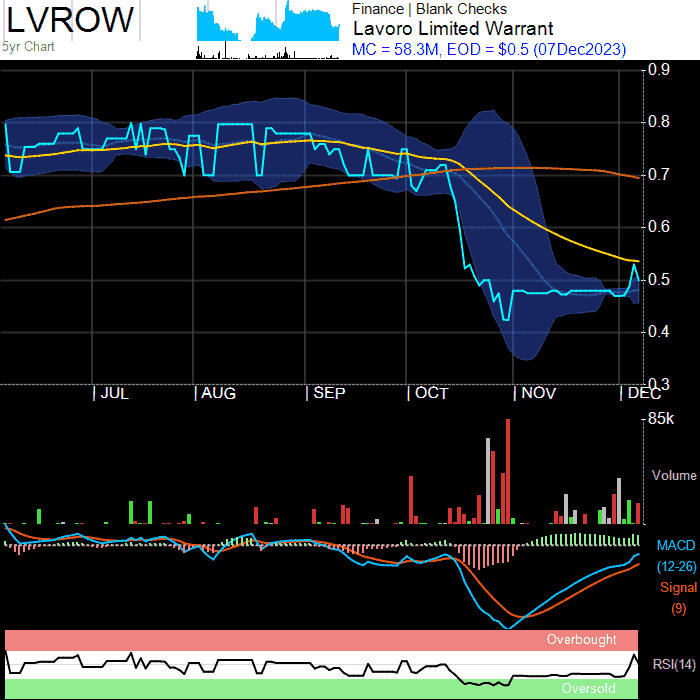 LVROW
5yr Chart
Finance | Blank Checks
Lavoro Limited Warrant
MC = 58.3M, EOD = $0.5 (07Dec2023)
0.9
0.8
0.7
0.6
0.5
0.4
0.3
JUL
AUG
SEP
OCT
NOV
DEC
85k
Volume
MACD
(12-26)
Signal
(9)
Overbought
RSI(14)
Oversold